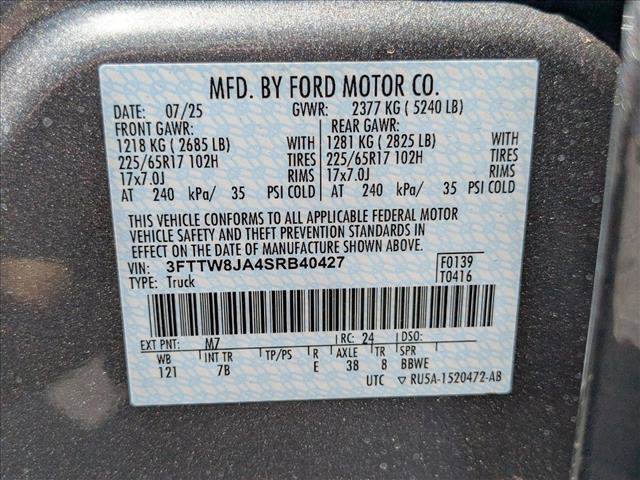 MFD. BY FORD MOTOR CO.
DATE: 07/25 GVWR: 2377 KG ( 5240 LB)
FRONT GAWR: REAR GAWR:
1218 KG ( 2685 LB) WITH 1281 KG ( 2825 LB) WITH
225/65R17 102H TIRES 225/65R17 102H TIRES
17x7.0J RIMS 17x7.0J RIMS
AT 240 kPa/ 35 PSI COLD AT 240 kPa/ 35 PSI COLD
THIS VEHICLE CONFORMS TO ALL APPLICABLE FEDERAL MOTOR
VEHICLE SAFETY AND THEFT PREVENTION STANDARDS IN
EFFECT ON THE DATE OF MANUFACTURE SHOWN ABOVE.
VIN: 3FTTW8JA4SRB40427 F0139
TYPE: Truck T0416
EXT PNT: M7 RC: 24 DSO:
WB INT TR TP/PS R AXLE TR SPR
121 7B E 38 8 BBWE
UTC ▽ RU5A-1520472-AB